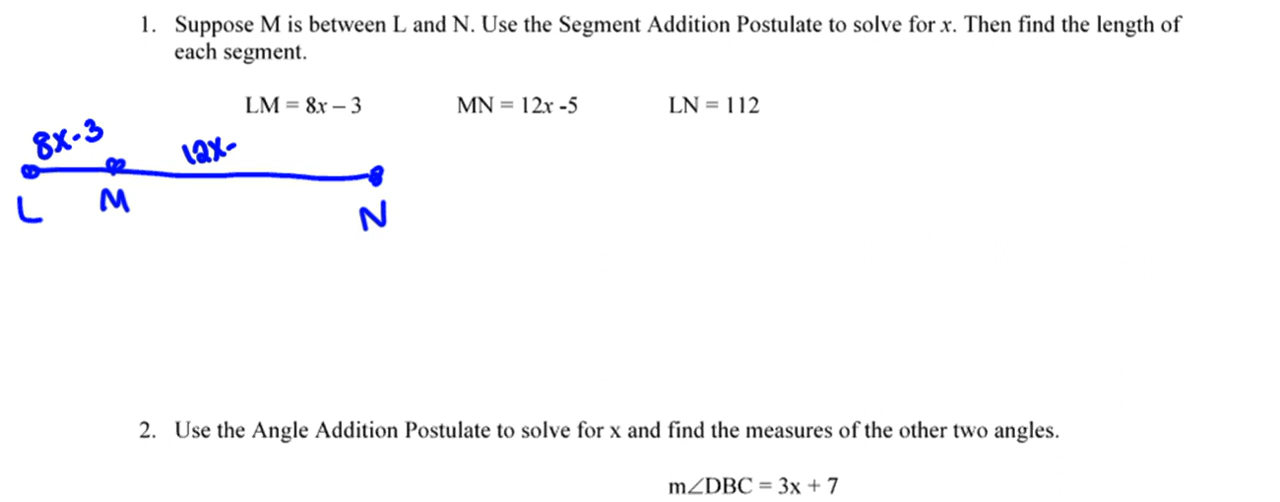 1. Suppose M is between L and N. Use the Segment Addition Postulate to solve for x. Then find the length of
each segment.
LM = 8x – 3 MN = 12x -5 LN = 112
8x-3
12x-
L M N
2. Use the Angle Addition Postulate to solve for x and find the measures of the other two angles.
m∠DBC = 3x + 7